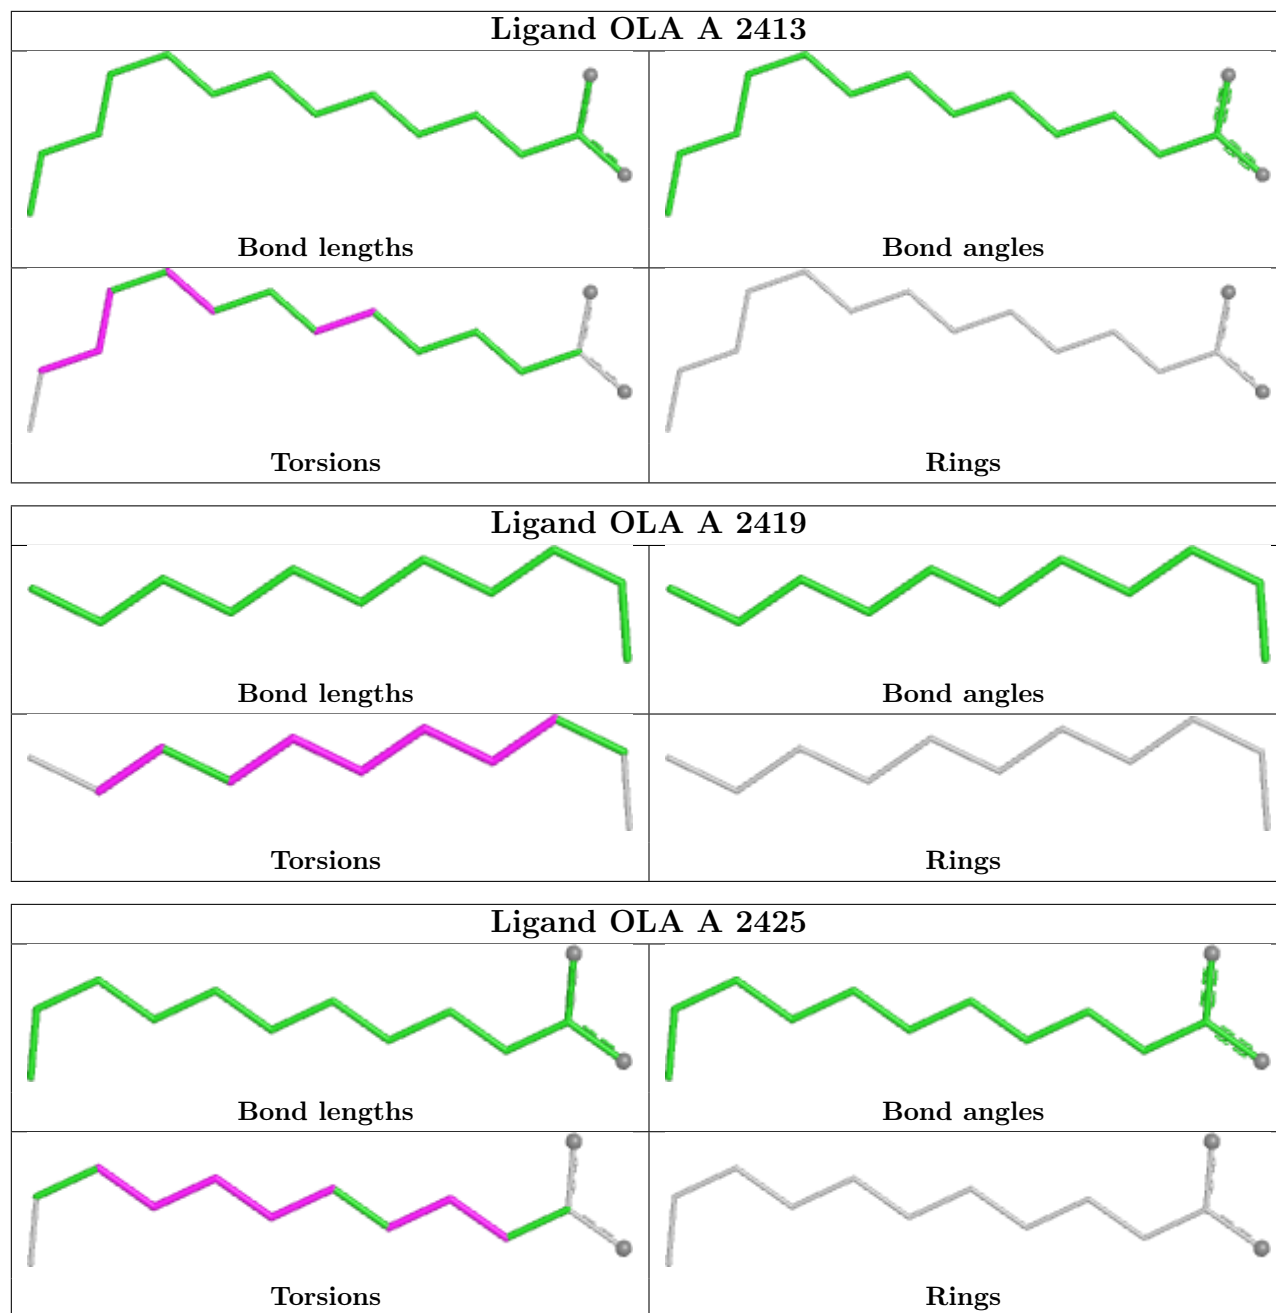 Ligand OLA A 2413
Bond lengths
Bond angles
Torsions
Rings
Ligand OLA A 2419
Bond lengths
Bond angles
Torsions
Rings
Ligand OLA A 2425
Bond lengths
Bond angles
Torsions
Rings